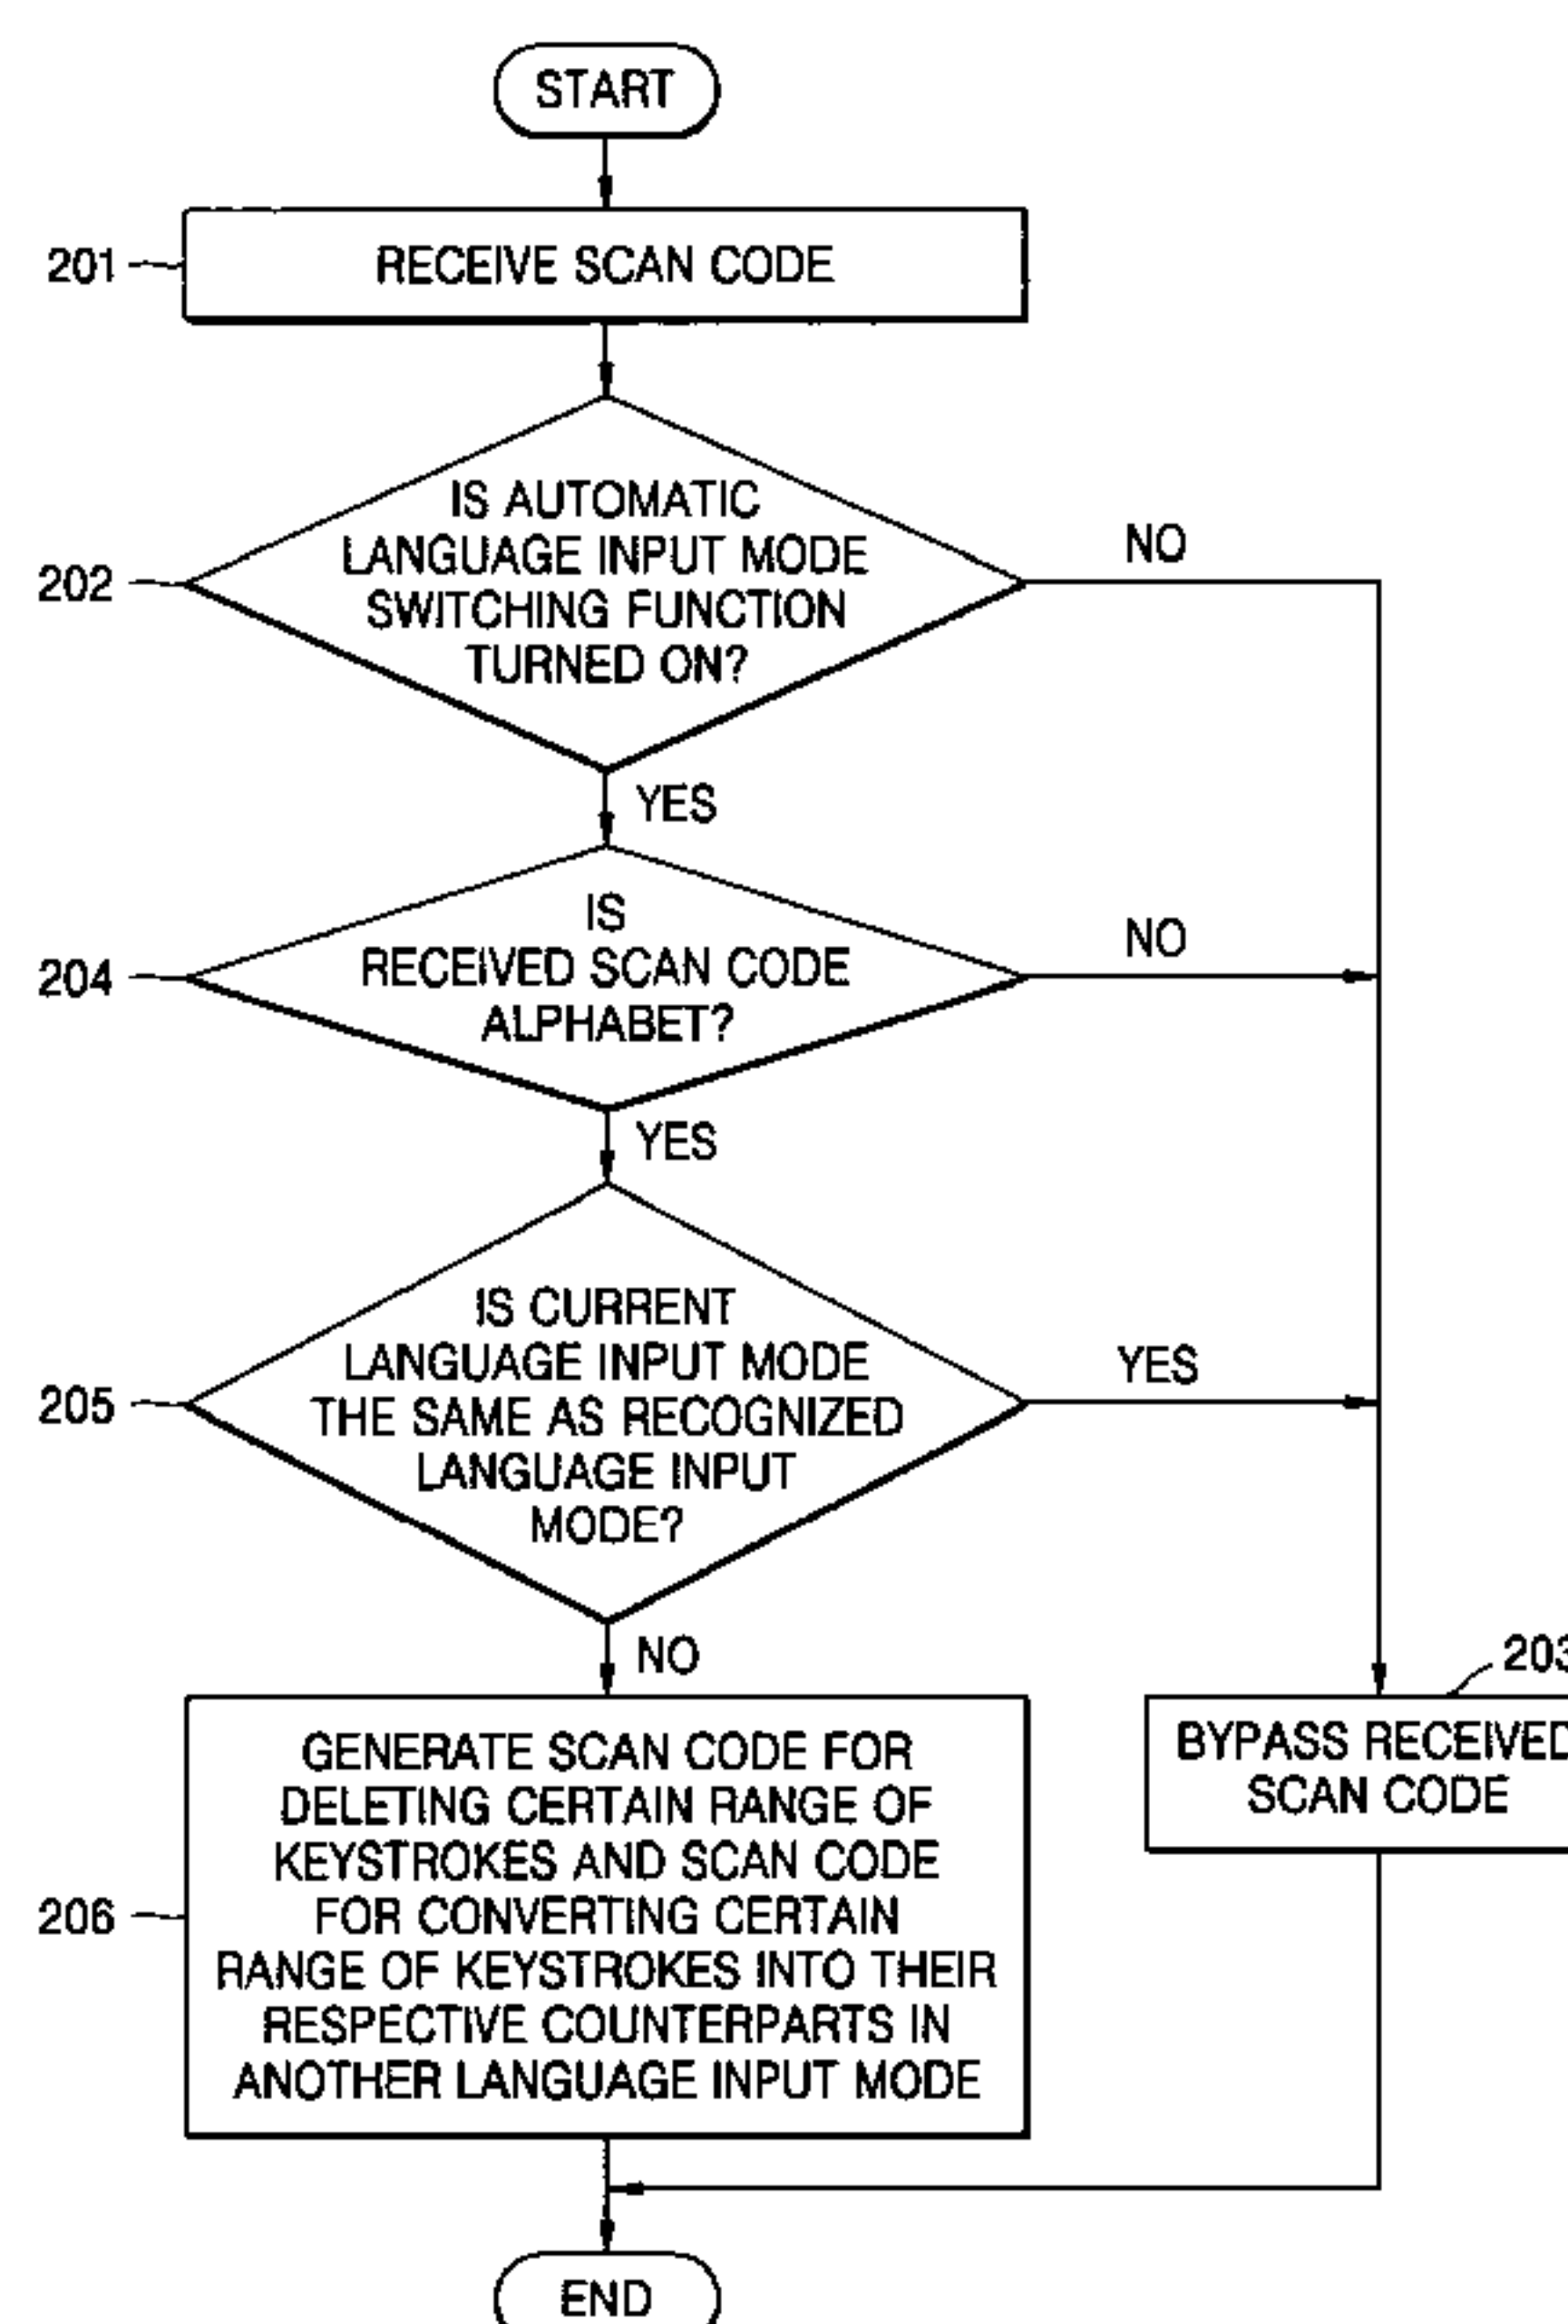 START
201
RECEIVE SCAN CODE
202
IS AUTOMATIC
LANGUAGE INPUT MODE
SWITCHING FUNCTION
TURNED ON?
NO
YES
204
IS
RECEIVED SCAN CODE
ALPHABET?
NO
YES
205
IS CURRENT
LANGUAGE INPUT MODE
THE SAME AS RECOGNIZED
LANGUAGE INPUT
MODE?
YES
NO
203
BYPASS RECEIVED
SCAN CODE
206
GENERATE SCAN CODE FOR
DELETING CERTAIN RANGE OF
KEYSTROKES AND SCAN CODE
FOR CONVERTING CERTAIN
RANGE OF KEYSTROKES INTO THEIR
RESPECTIVE COUNTERPARTS IN
ANOTHER LANGUAGE INPUT MODE
END